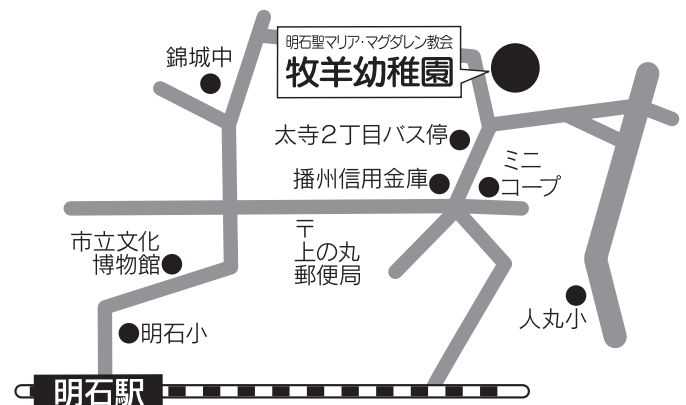 明石聖マリア・マグダレン教会
牧羊幼稚園
錦城中
太寺2丁目バス停
ミニ
コープ
播州信用金庫
〒
上の丸
郵便局
市立文化
博物館
人丸小
明石小
明石駅